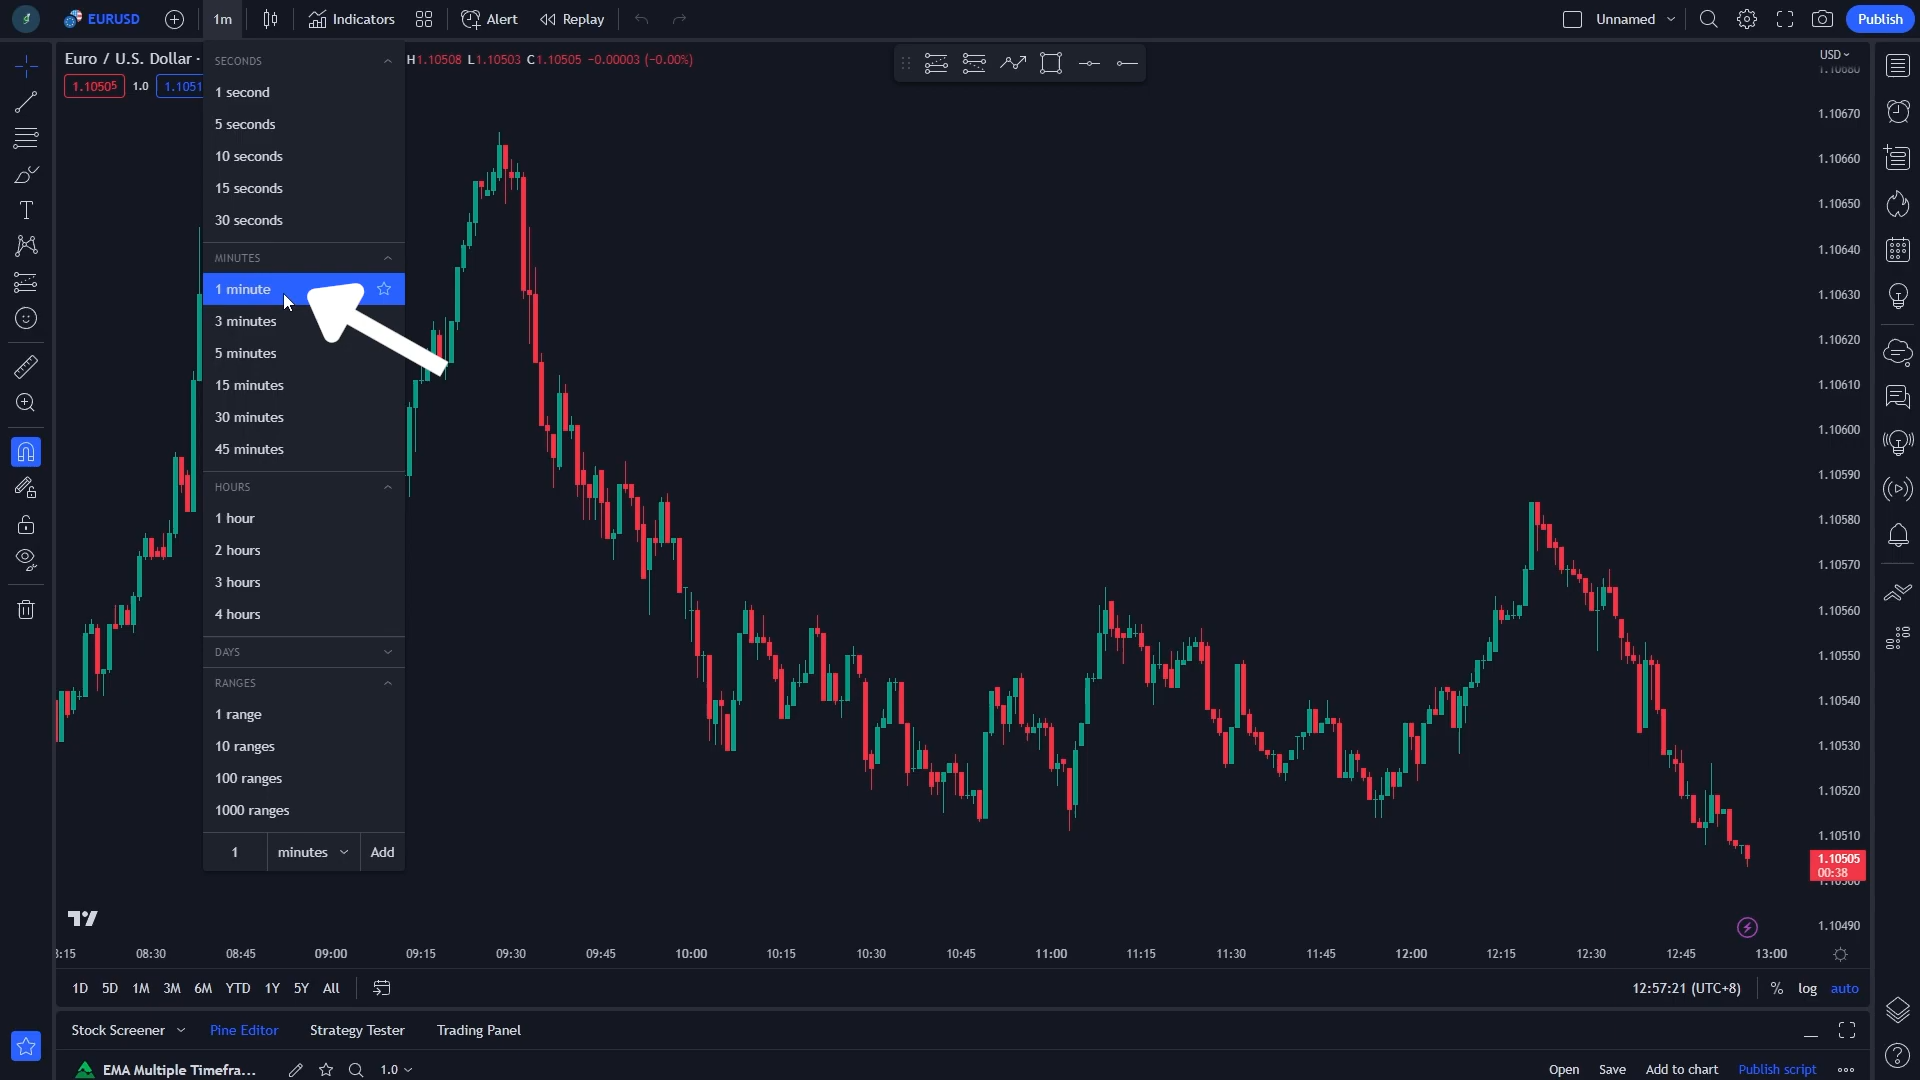 EURUSD
1m
Indicators
Alert
Replay
Unnamed
Publish
Euro / U.S. Dollar ·
H1.10508 L1.10503 C1.10505 -0.00003 (-0.00%)
1.10505
1.0
1.1051
SECONDS
1 second
5 seconds
10 seconds
15 seconds
30 seconds
MINUTES
1 minute
3 minutes
5 minutes
15 minutes
30 minutes
45 minutes
HOURS
1 hour
2 hours
3 hours
4 hours
DAYS
RANGES
1 range
10 ranges
100 ranges
1000 ranges
1 minutes Add
USD
1.10680
1.10670
1.10660
1.10650
1.10640
1.10630
1.10620
1.10610
1.10600
1.10590
1.10580
1.10570
1.10560
1.10550
1.10540
1.10530
1.10520
1.10510
1.10505
00:38
1.10500
1.10490
3:15 08:30 08:45 09:00 09:15 09:30 09:45 10:00 10:15 10:30 10:45 11:00 11:15 11:30 11:45 12:00 12:15 12:30 12:45 13:00
1D 5D 1M 3M 6M YTD 1Y 5Y All
12:57:21 (UTC+8) % log auto
Stock Screener Pine Editor Strategy Tester Trading Panel
EMA Multiple Timefra... 1.0
Open Save Add to chart Publish script